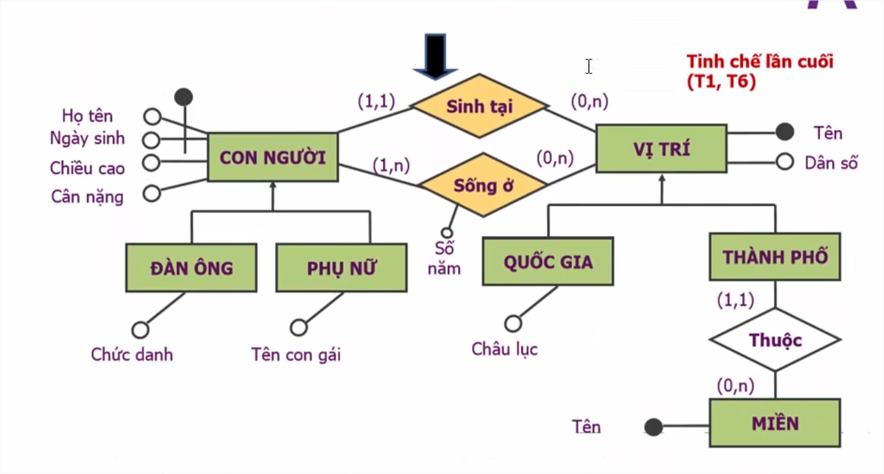 Tinh chế lần cuối
(T1, T6)
(1,1)
Sinh tại
(0,n)
Họ tên
Ngày sinh
Chiều cao
Cân nặng
CON NGƯỜI
VỊ TRÍ
Tên
Dân số
(1,n)
Sống ở
(0,n)
Số
năm
ĐÀN ÔNG
PHỤ NỮ
QUỐC GIA
THÀNH PHỐ
Chức danh
Tên con gái
Châu lục
(1,1)
Thuộc
(0,n)
Tên
MIỀN